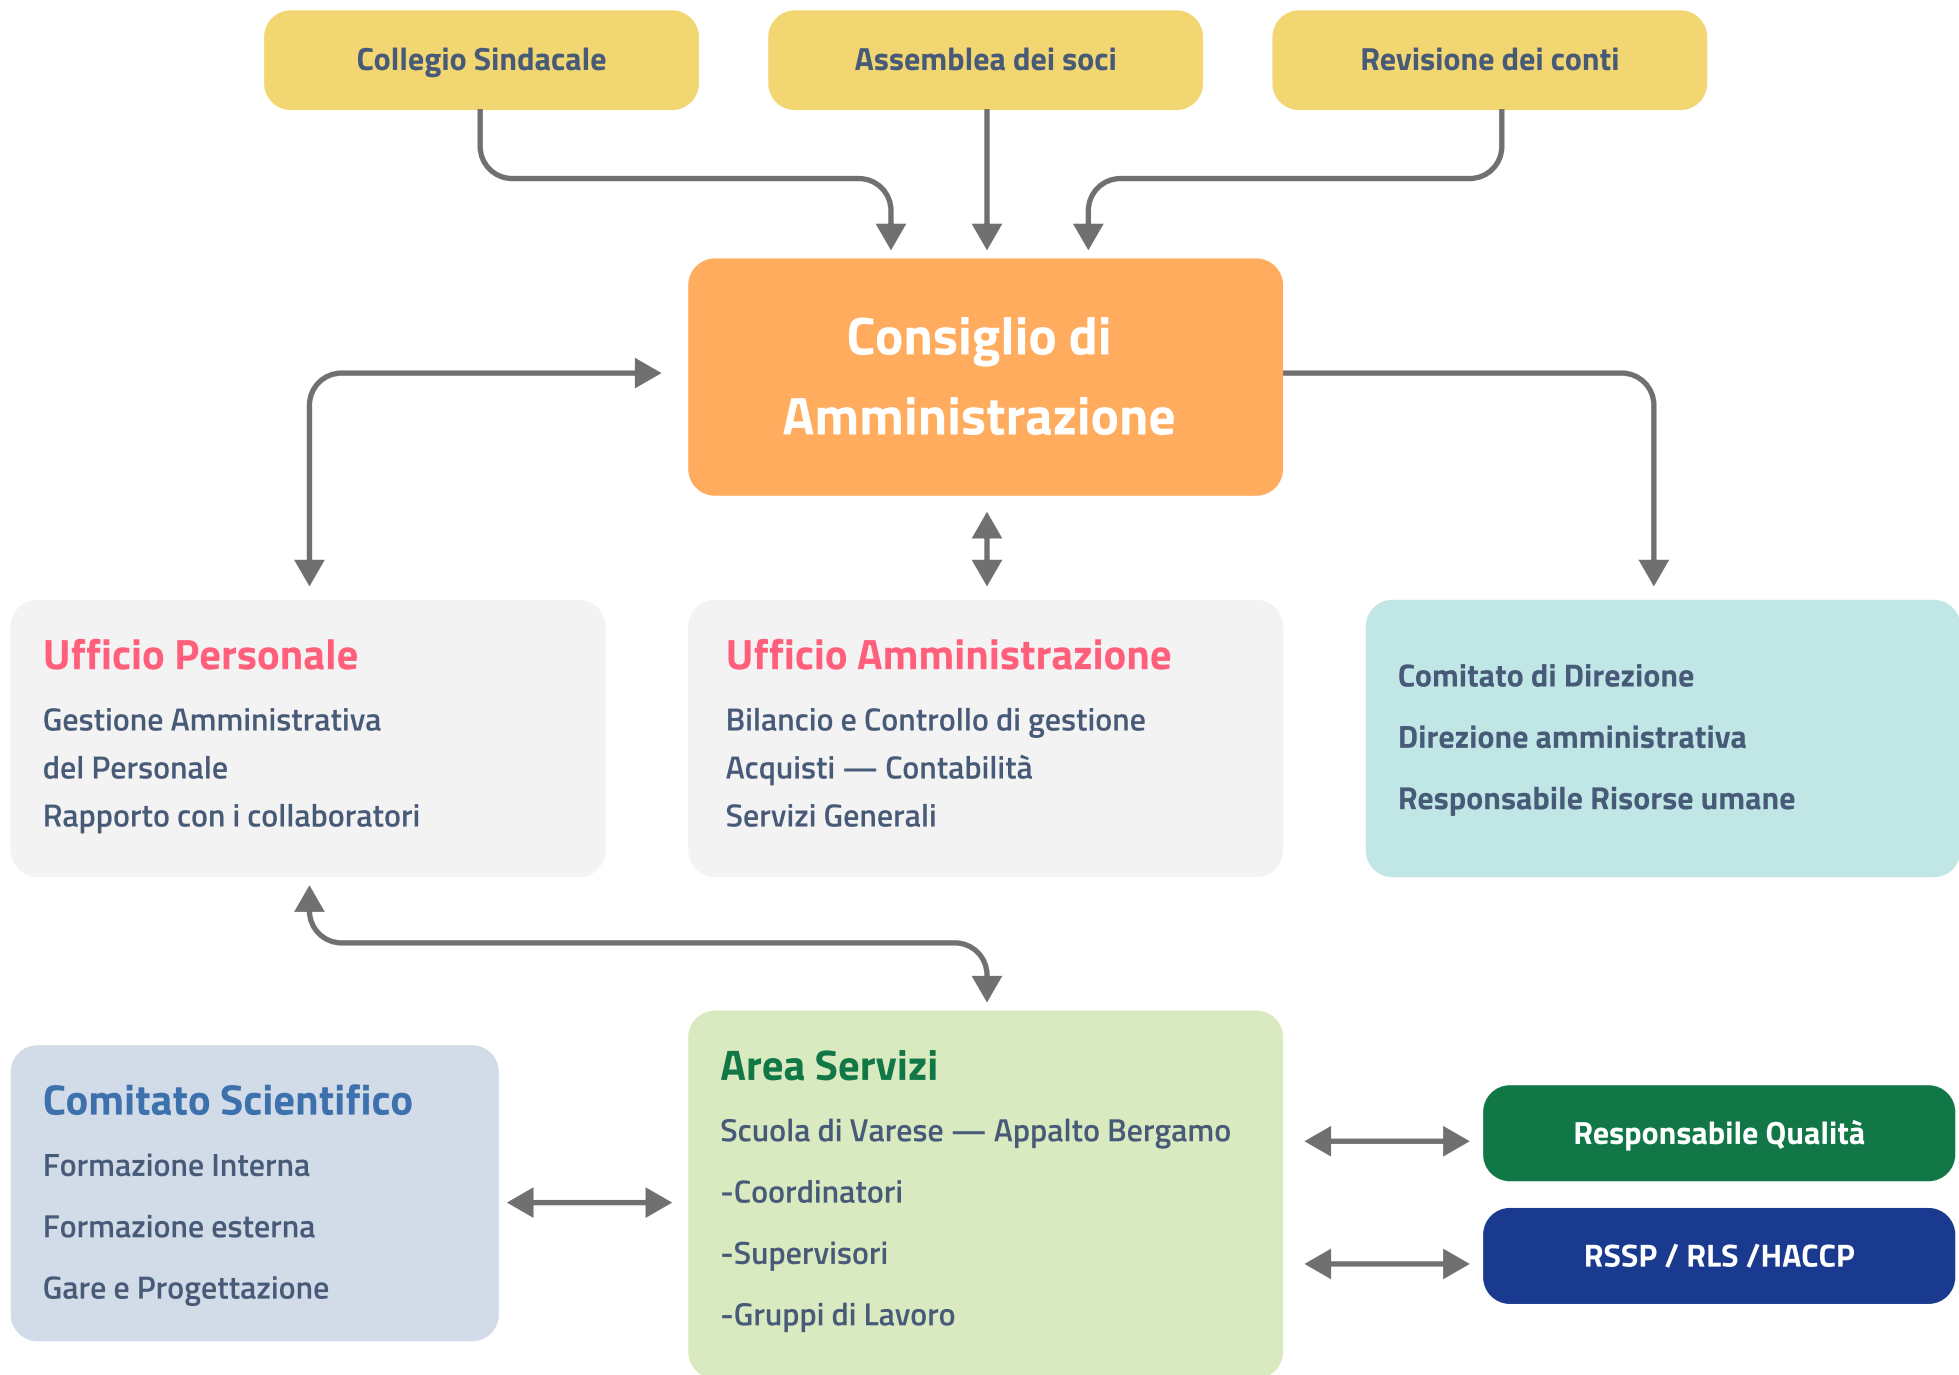 Collegio Sindacale
Assemblea dei soci
Revisione dei conti
Consiglio di
Amministrazione
Ufficio Personale
Gestione Amministrativa
del Personale
Rapporto con i collaboratori
Ufficio Amministrazione
Bilancio e Controllo di gestione
Acquisti — Contabilità
Servizi Generali
Comitato di Direzione
Direzione amministrativa
Responsabile Risorse umane
Comitato Scientifico
Formazione Interna
Formazione esterna
Gare e Progettazione
Area Servizi
Scuola di Varese — Appalto Bergamo
-Coordinatori
-Supervisori
-Gruppi di Lavoro
Responsabile Qualità
RSSP / RLS /HACCP